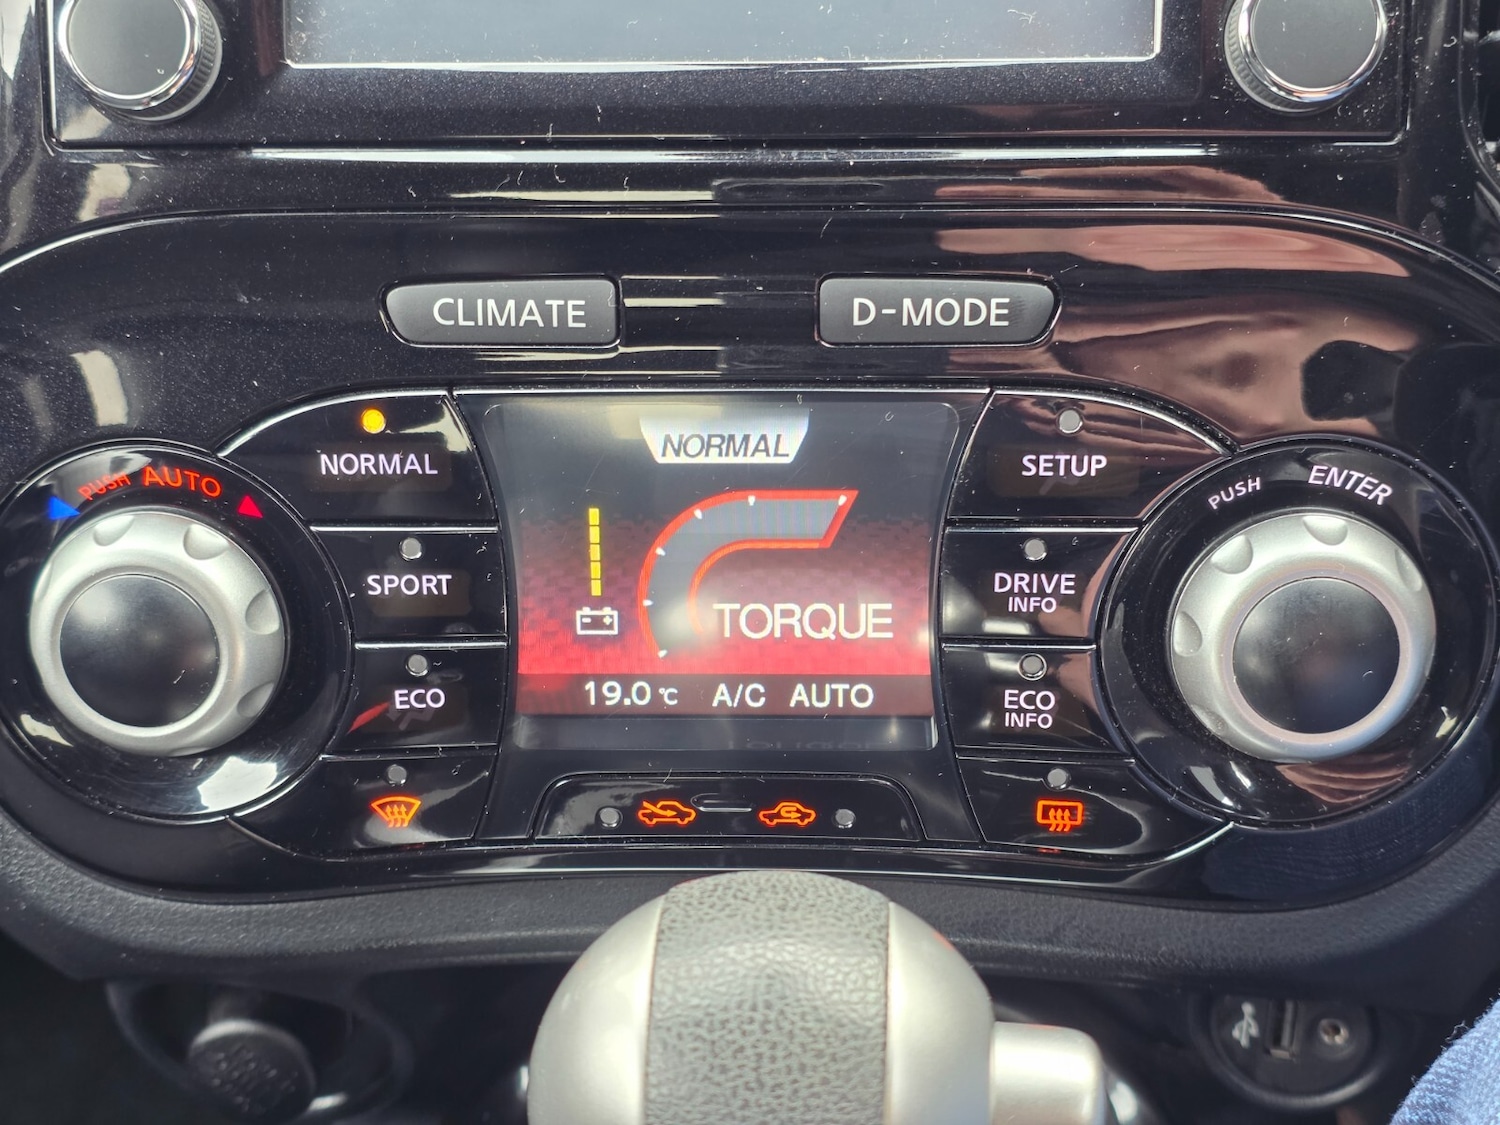 CLIMATE
D-MODE
NORMAL
NORMAL
SETUP
PUSH AUTO
PUSH ENTER
SPORT
DRIVE
INFO
TORQUE
ECO
ECO
INFO
19.0℃ A/C AUTO